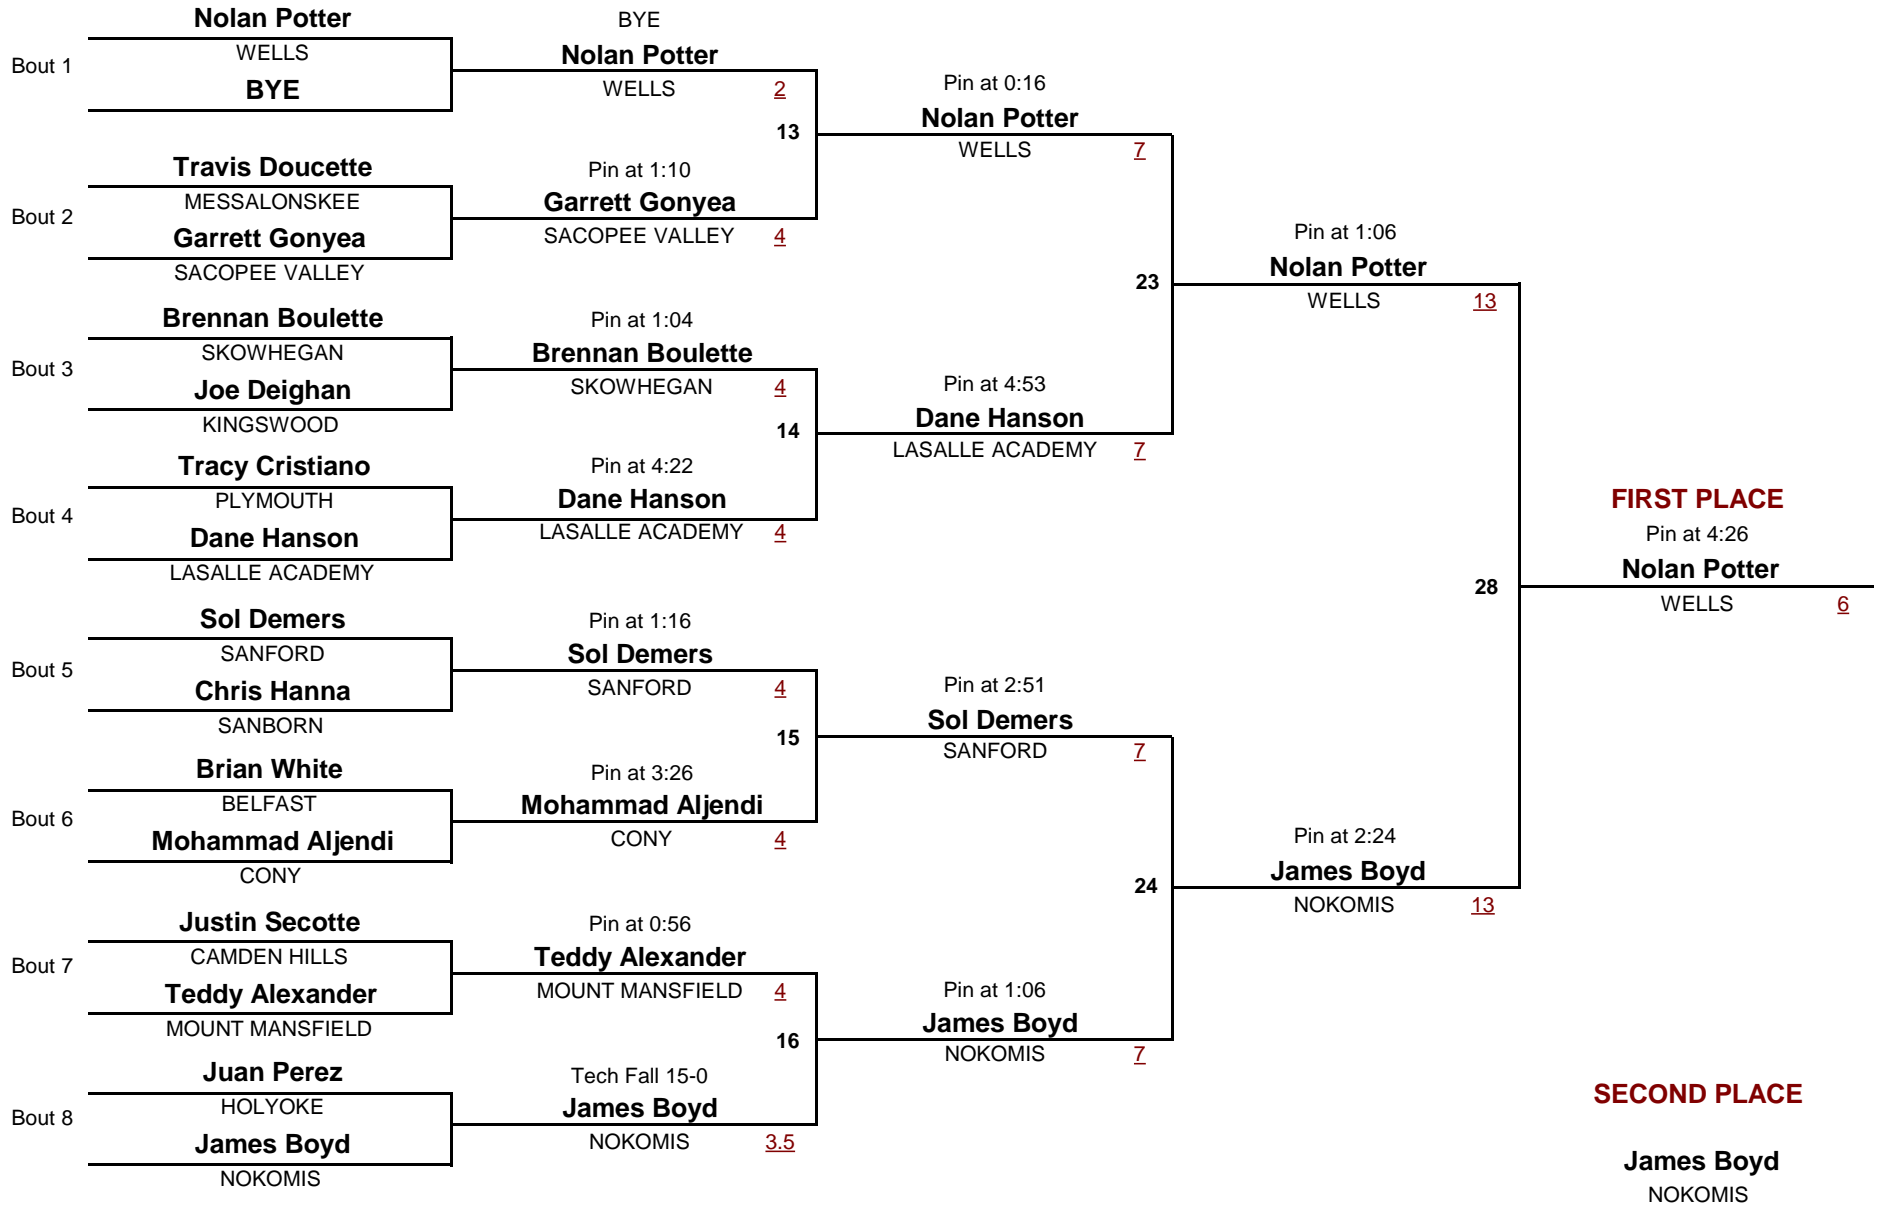 Nolan Potter
Bout 1
WELLS
BYE
Travis Doucette
Bout 2
MESSALONSKEE
Garrett Gonyea
SACOPEE VALLEY
Brennan Boulette
Bout 3
SKOWHEGAN
Joe Deighan
KINGSWOOD
Tracy Cristiano
Bout 4
PLYMOUTH
Dane Hanson
LASALLE ACADEMY
Sol Demers
Bout 5
SANFORD
Chris Hanna
SANBORN
Brian White
Bout 6
BELFAST
Mohammad Aljendi
CONY
Justin Secotte
Bout 7
CAMDEN HILLS
Teddy Alexander
MOUNT MANSFIELD
Juan Perez
Bout 8
HOLYOKE
James Boyd
NOKOMIS
BYE
Nolan Potter
WELLS 2
13
Pin at 1:10
Garrett Gonyea
SACOPEE VALLEY 4
Pin at 1:04
Brennan Boulette
SKOWHEGAN 4
14
Pin at 4:22
Dane Hanson
LASALLE ACADEMY 4
Pin at 1:16
Sol Demers
SANFORD 4
15
Pin at 3:26
Mohammad Aljendi
CONY 4
Pin at 0:56
Teddy Alexander
MOUNT MANSFIELD 4
16
Tech Fall 15-0
James Boyd
NOKOMIS 3.5
Pin at 0:16
Nolan Potter
WELLS 7
23
Pin at 4:53
Dane Hanson
LASALLE ACADEMY 7
Pin at 2:51
Sol Demers
SANFORD 7
24
Pin at 1:06
James Boyd
NOKOMIS 7
Pin at 1:06
Nolan Potter
WELLS 13
28
Pin at 2:24
James Boyd
NOKOMIS 13
FIRST PLACE
Pin at 4:26
Nolan Potter
WELLS 6
SECOND PLACE
James Boyd
NOKOMIS